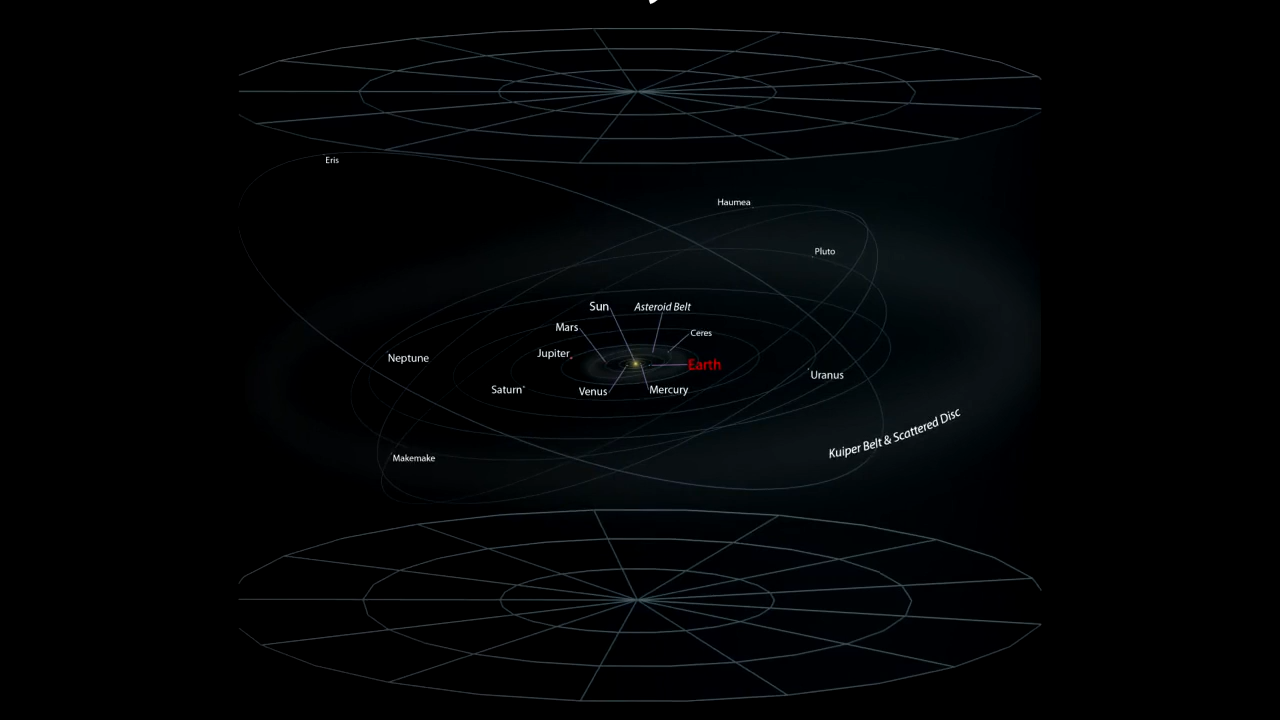 Eris
Haumea
Pluto
Sun
Asteroid Belt
Mars
Ceres
Jupiter
Neptune
Earth
Uranus
Saturn
Venus
Mercury
Kuiper Belt & Scattered Disc
Makemake